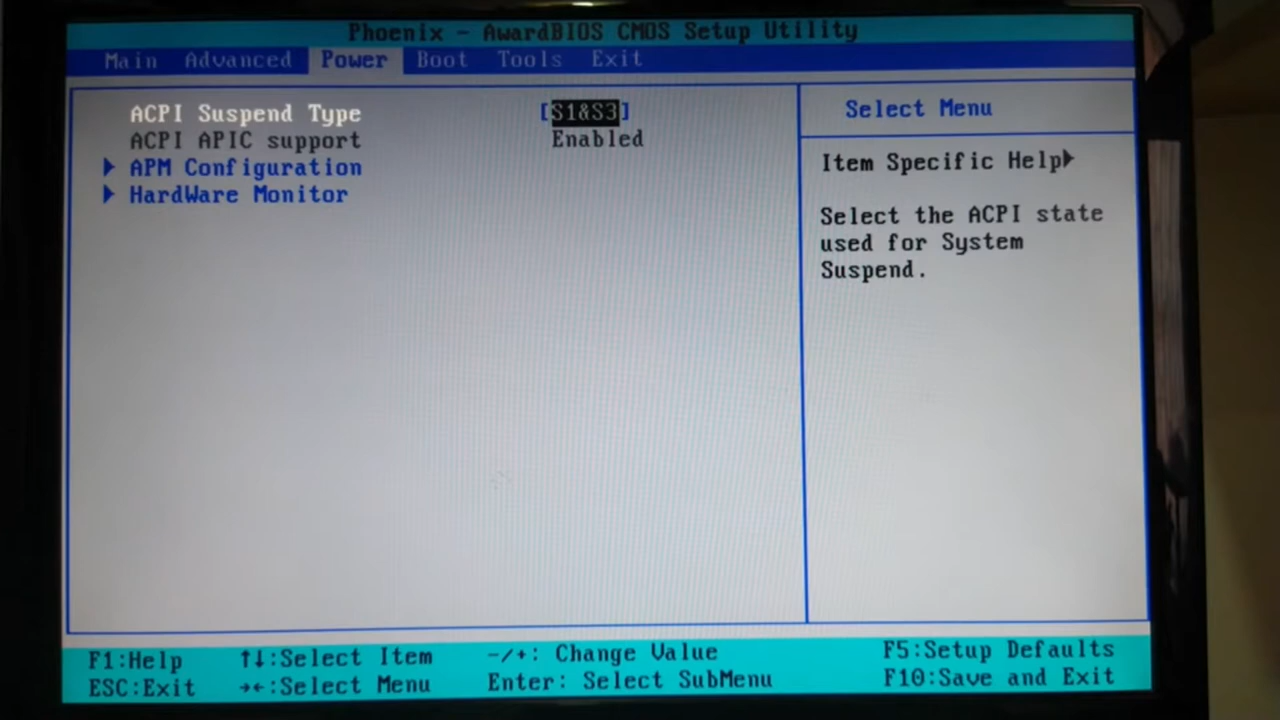 Phoenix - AwardBIOS CMOS Setup Utility
Main Advanced Power Boot Tools Exit
ACPI Suspend Type [S1&S3]
ACPI APIC support Enabled
APM Configuration
HardWare Monitor
Select Menu
Item Specific Help
Select the ACPI state
used for System
Suspend.
F1:Help ↑↓:Select Item -/+: Change Value F5:Setup Defaults
ESC:Exit →←:Select Menu Enter: Select SubMenu F10:Save and Exit